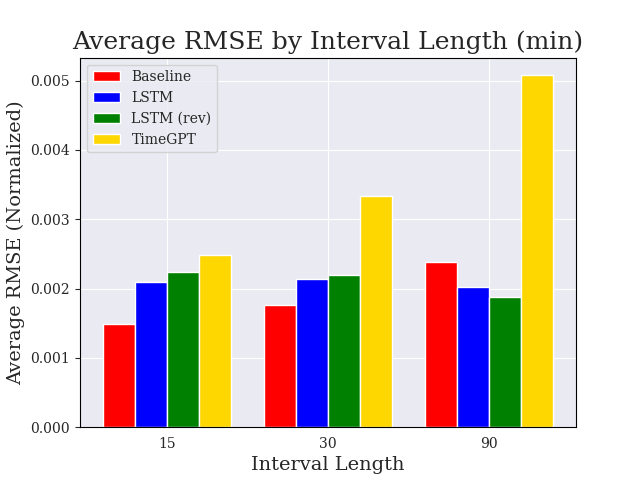 Average RMSE by Interval Length (min)
Baseline
LSTM
LSTM (rev)
TimeGPT
Average RMSE (Normalized)
0.005
0.004
0.003
0.002
0.001
0.000
15
30
90
Interval Length